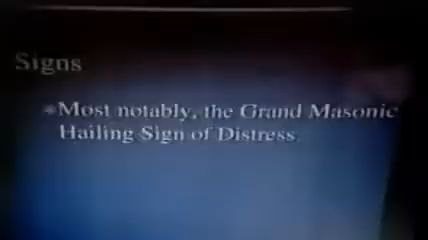 Signs
Most notably, the Grand Masonic
Hailing Sign of Distress